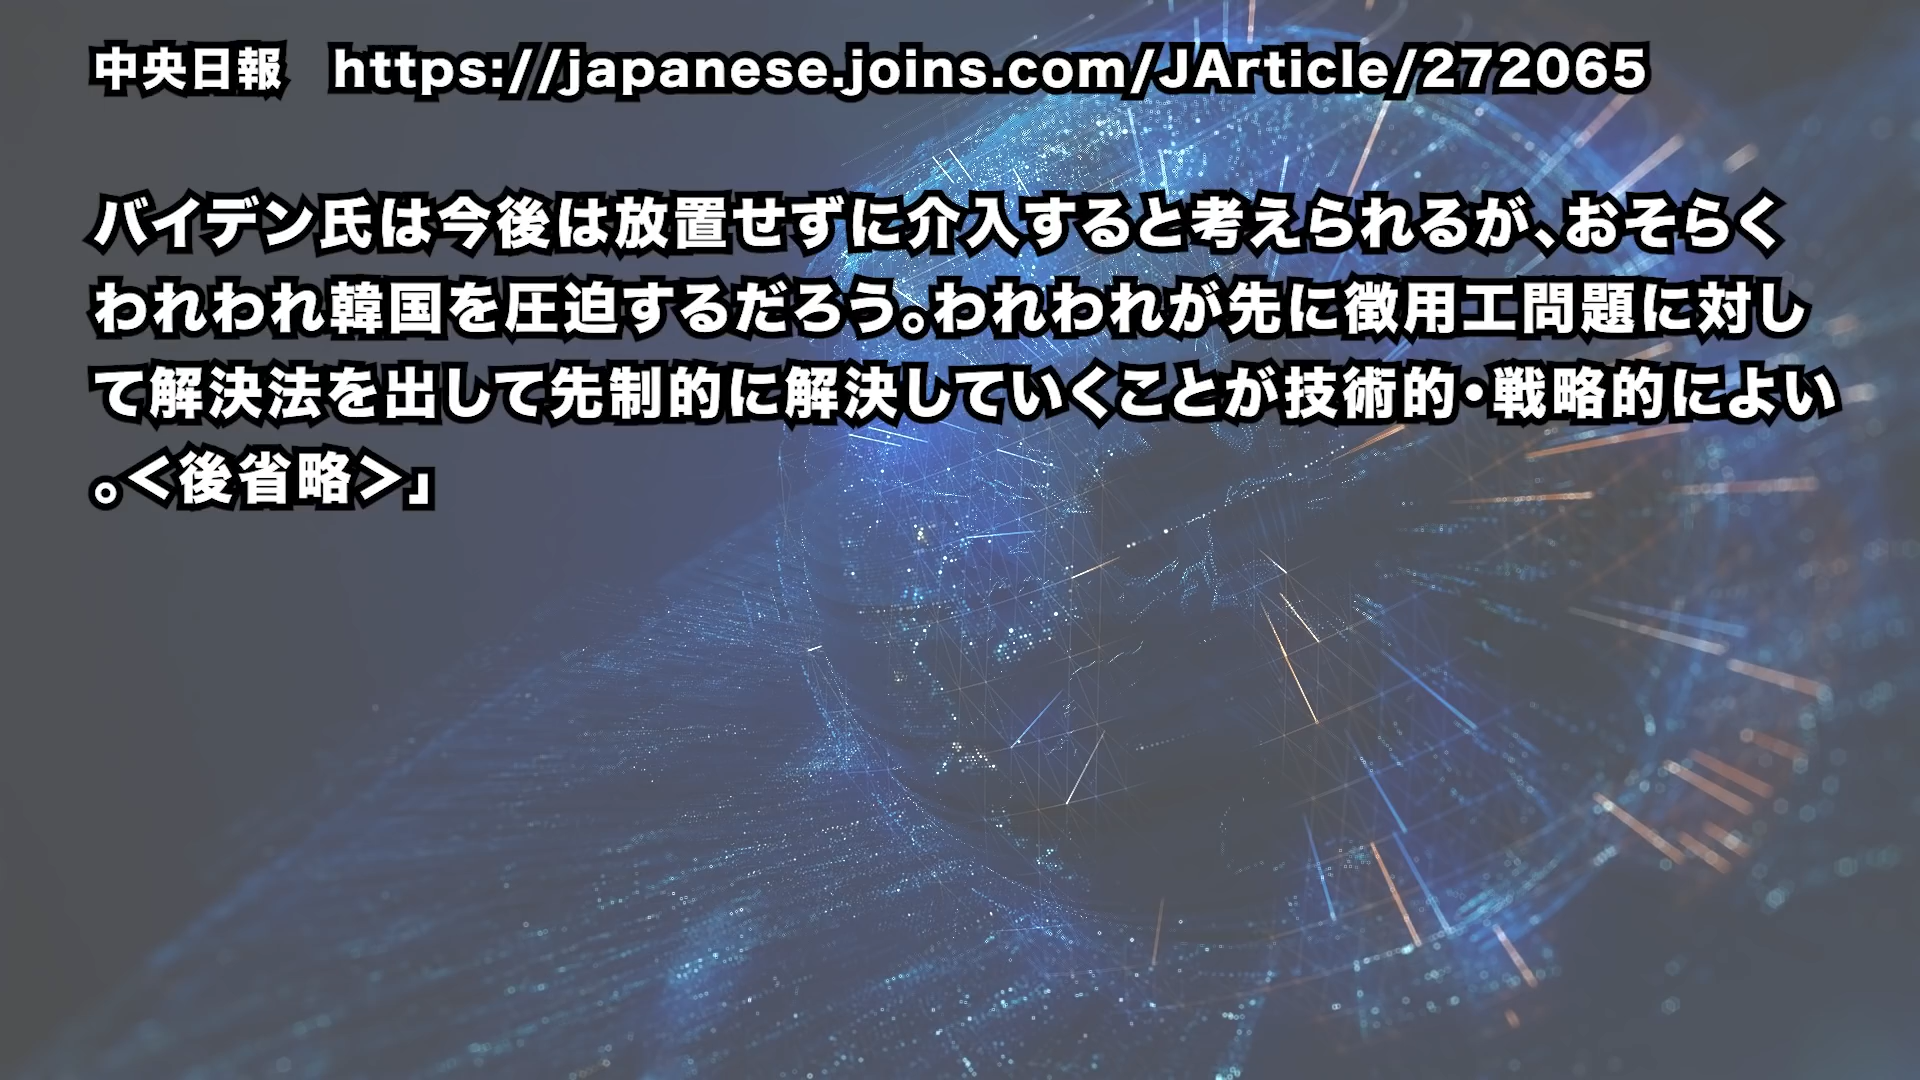 中央日報　https://japanese.joins.com/JArticle/272065
バイデン氏は今後は放置せずに介入すると考えられるが、おそらく
われわれ韓国を圧迫するだろう。われわれが先に徴用工問題に対し
て解決法を出して先制的に解決していくことが技術的・戦略的によい
。＜後省略＞」